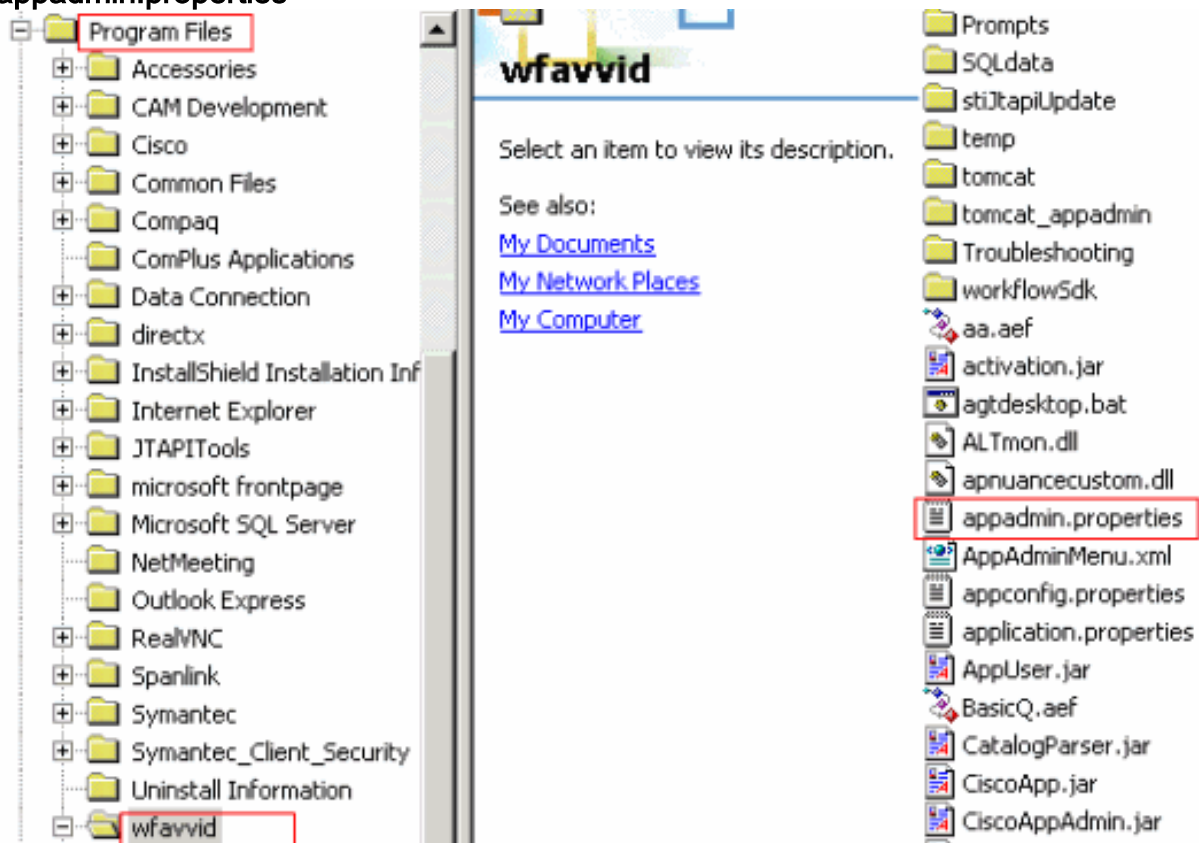 appadmin.properties
Program Files
Accessories
CAM Development
Cisco
Common Files
Compaq
ComPlus Applications
Data Connection
directx
InstallShield Installation Inf
Internet Explorer
JTAPITools
microsoft frontpage
Microsoft SQL Server
NetMeeting
Outlook Express
RealVNC
Spanlink
Symantec
Symantec_Client_Security
Uninstall Information
wfavvid
wfavvid
Select an item to view its description.
See also:
My Documents
My Network Places
My Computer
Prompts
SQLdata
stiJtapiUpdate
temp
tomcat
tomcat_appadmin
Troubleshooting
workflowSdk
aa.aef
activation.jar
agtdesktop.bat
ALTmon.dll
apnuancecustom.dll
appadmin.properties
AppAdminMenu.xml
appconfig.properties
application.properties
AppUser.jar
BasicQ.aef
CatalogParser.jar
CiscoApp.jar
CiscoAppAdmin.jar